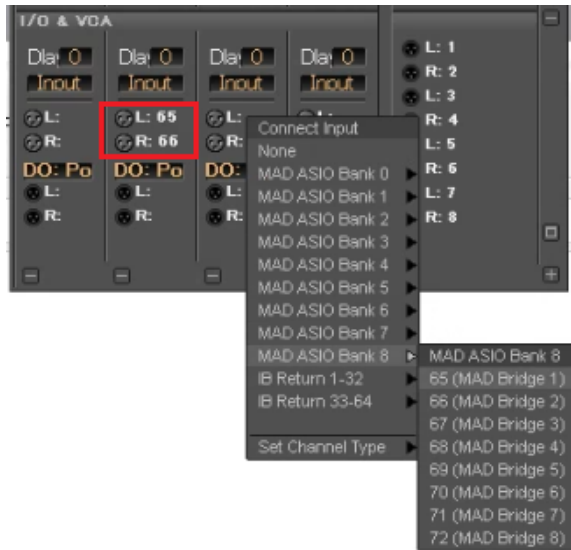 I/O & VCA
Dla 0 Dla 0 Dla 0 Dla 0
Input Input Input Input
L: L: 65 L: L:
R: R: 66 R:
DO: Po DO: Po DO:
L: L:
R: R:
L: 1
R: 2
L: 3
R: 4
L: 5
R: 6
L: 7
R: 8
Connect Input
None
MAD ASIO Bank 0
MAD ASIO Bank 1
MAD ASIO Bank 2
MAD ASIO Bank 3
MAD ASIO Bank 4
MAD ASIO Bank 5
MAD ASIO Bank 6
MAD ASIO Bank 7
MAD ASIO Bank 8
IB Return 1-32
IB Return 33-64
Set Channel Type
MAD ASIO Bank 8
65 (MAD Bridge 1)
66 (MAD Bridge 2)
67 (MAD Bridge 3)
68 (MAD Bridge 4)
69 (MAD Bridge 5)
70 (MAD Bridge 6)
71 (MAD Bridge 7)
72 (MAD Bridge 8)